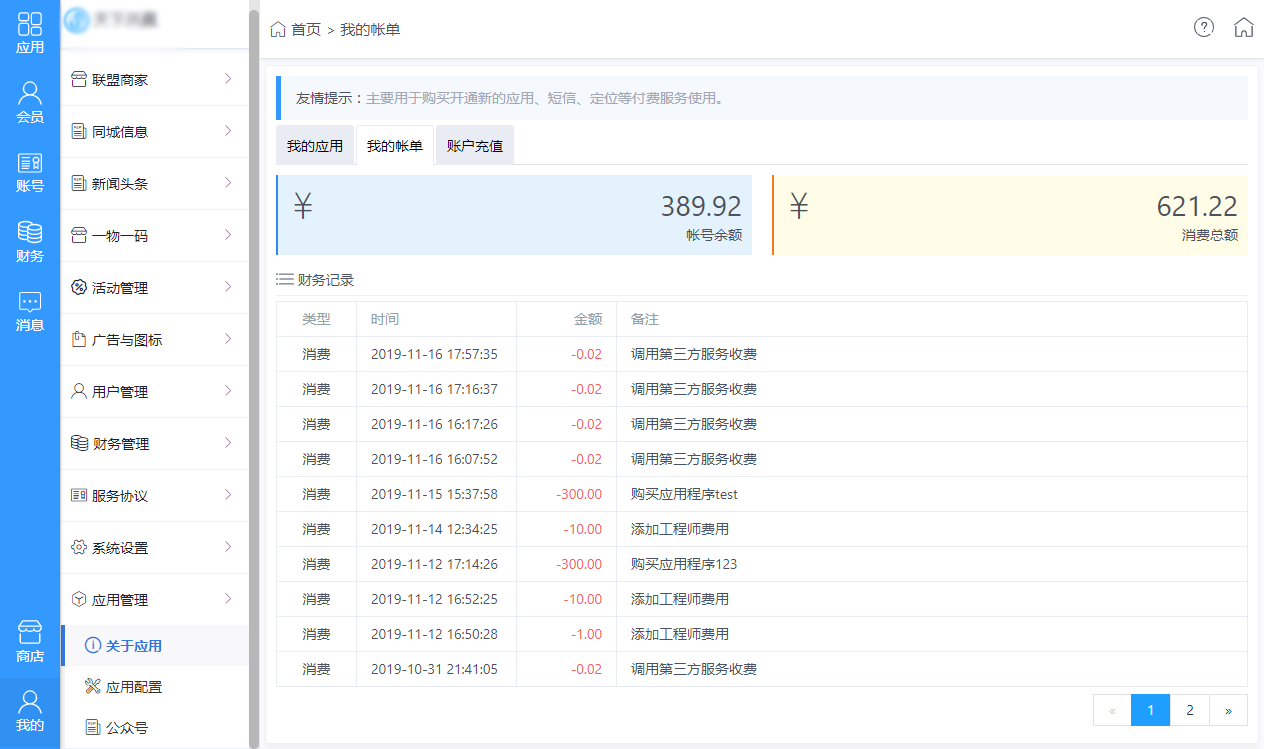 应用
会员
账号
财务
消息
商店
我的
联盟商家
同城信息
新闻头条
一物一码
活动管理
广告与图标
用户管理
财务管理
服务协议
系统设置
应用管理
关于应用
应用配置
公众号
首页 > 我的帐单
友情提示：主要用于购买开通新的应用、短信、定位等付费服务使用。
我的应用 我的帐单 账户充值
¥ 389.92
帐号余额
¥ 621.22
消费总额
财务记录
类型 时间 金额 备注
消费 2019-11-16 17:57:35 -0.02 调用第三方服务收费
消费 2019-11-16 17:16:37 -0.02 调用第三方服务收费
消费 2019-11-16 16:17:26 -0.02 调用第三方服务收费
消费 2019-11-16 16:07:52 -0.02 调用第三方服务收费
消费 2019-11-15 15:37:58 -300.00 购买应用程序test
消费 2019-11-14 12:34:25 -10.00 添加工程师费用
消费 2019-11-12 17:14:26 -300.00 购买应用程序123
消费 2019-11-12 16:52:25 -10.00 添加工程师费用
消费 2019-11-12 16:50:28 -1.00 添加工程师费用
消费 2019-10-31 21:41:05 -0.02 调用第三方服务收费
« 1 2 »